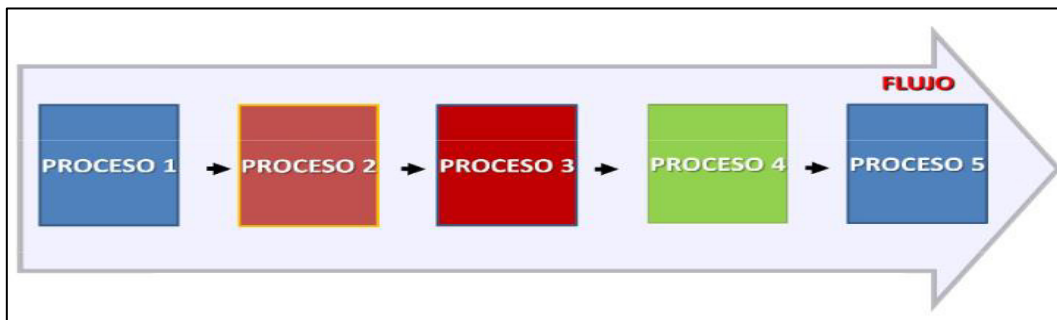 FLUJO
PROCESO 1
PROCESO 2
PROCESO 3
PROCESO 4
PROCESO 5